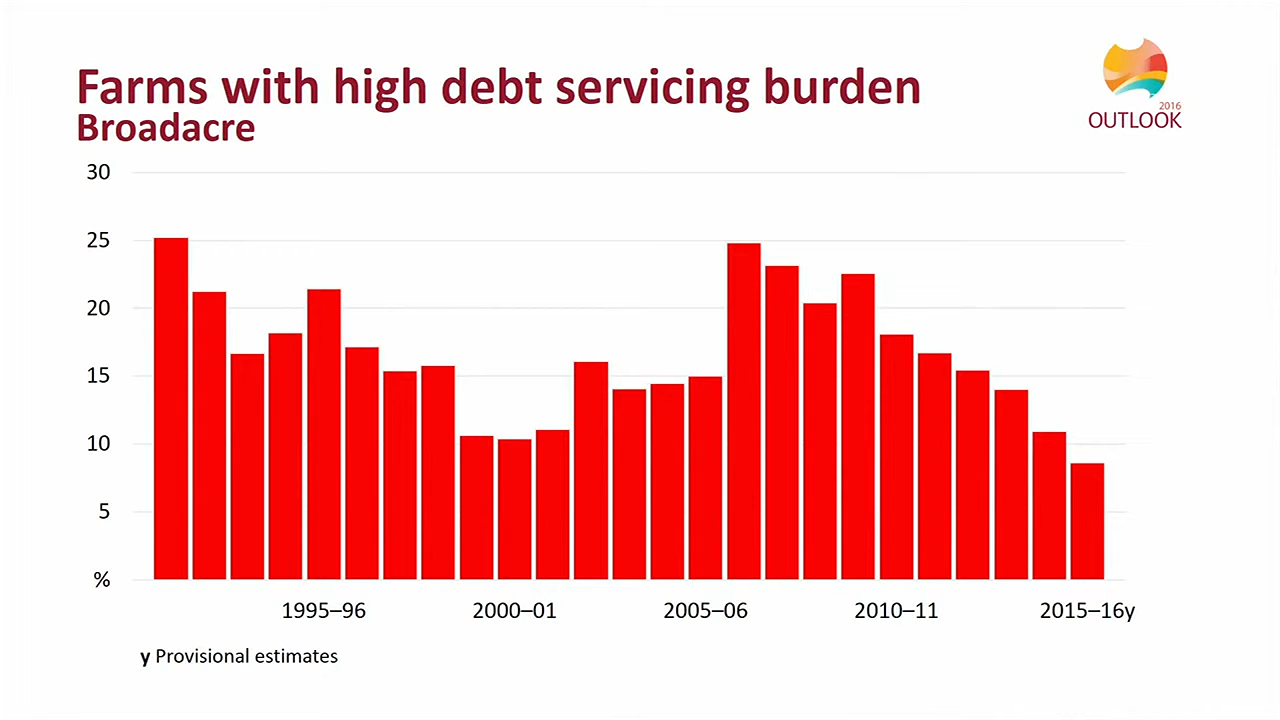 Farms with high debt servicing burden
Broadacre
2016
OUTLOOK
30
25
20
15
10
5
%
1995–96 2000–01 2005–06 2010–11 2015–16y
y Provisional estimates